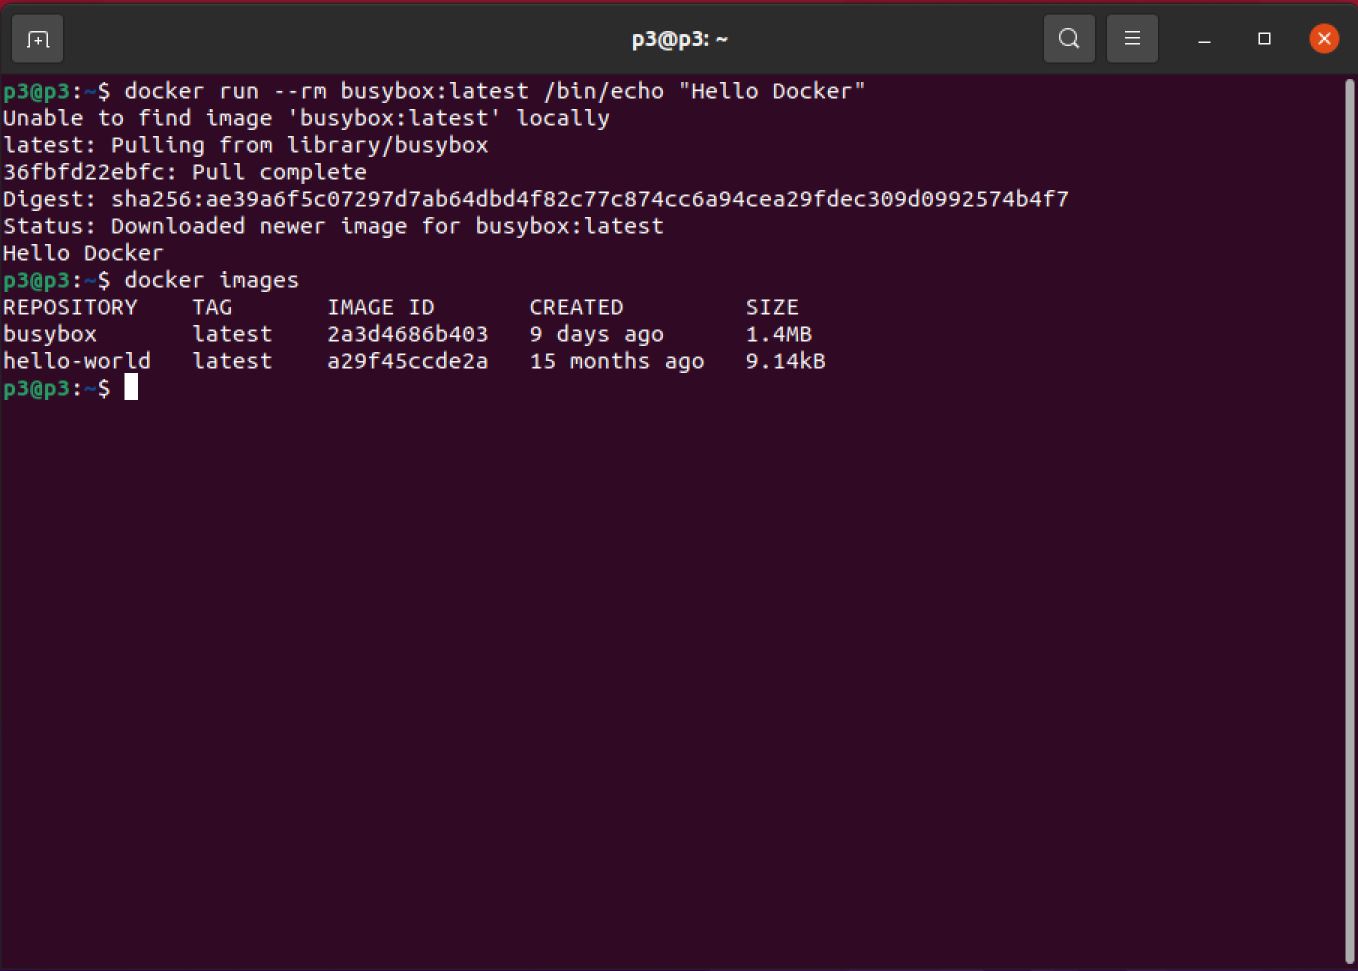 p3@p3: ~
p3@p3:~$ docker run --rm busybox:latest /bin/echo "Hello Docker"
Unable to find image 'busybox:latest' locally
latest: Pulling from library/busybox
36fbfd22ebfc: Pull complete
Digest: sha256:ae39a6f5c07297d7ab64dbd4f82c77c874cc6a94cea29fdec309d0992574b4f7
Status: Downloaded newer image for busybox:latest
Hello Docker
p3@p3:~$ docker images
REPOSITORY    TAG       IMAGE ID       CREATED         SIZE
busybox       latest    2a3d4686b403   9 days ago      1.4MB
hello-world   latest    a29f45ccde2a   15 months ago   9.14kB
p3@p3:~$